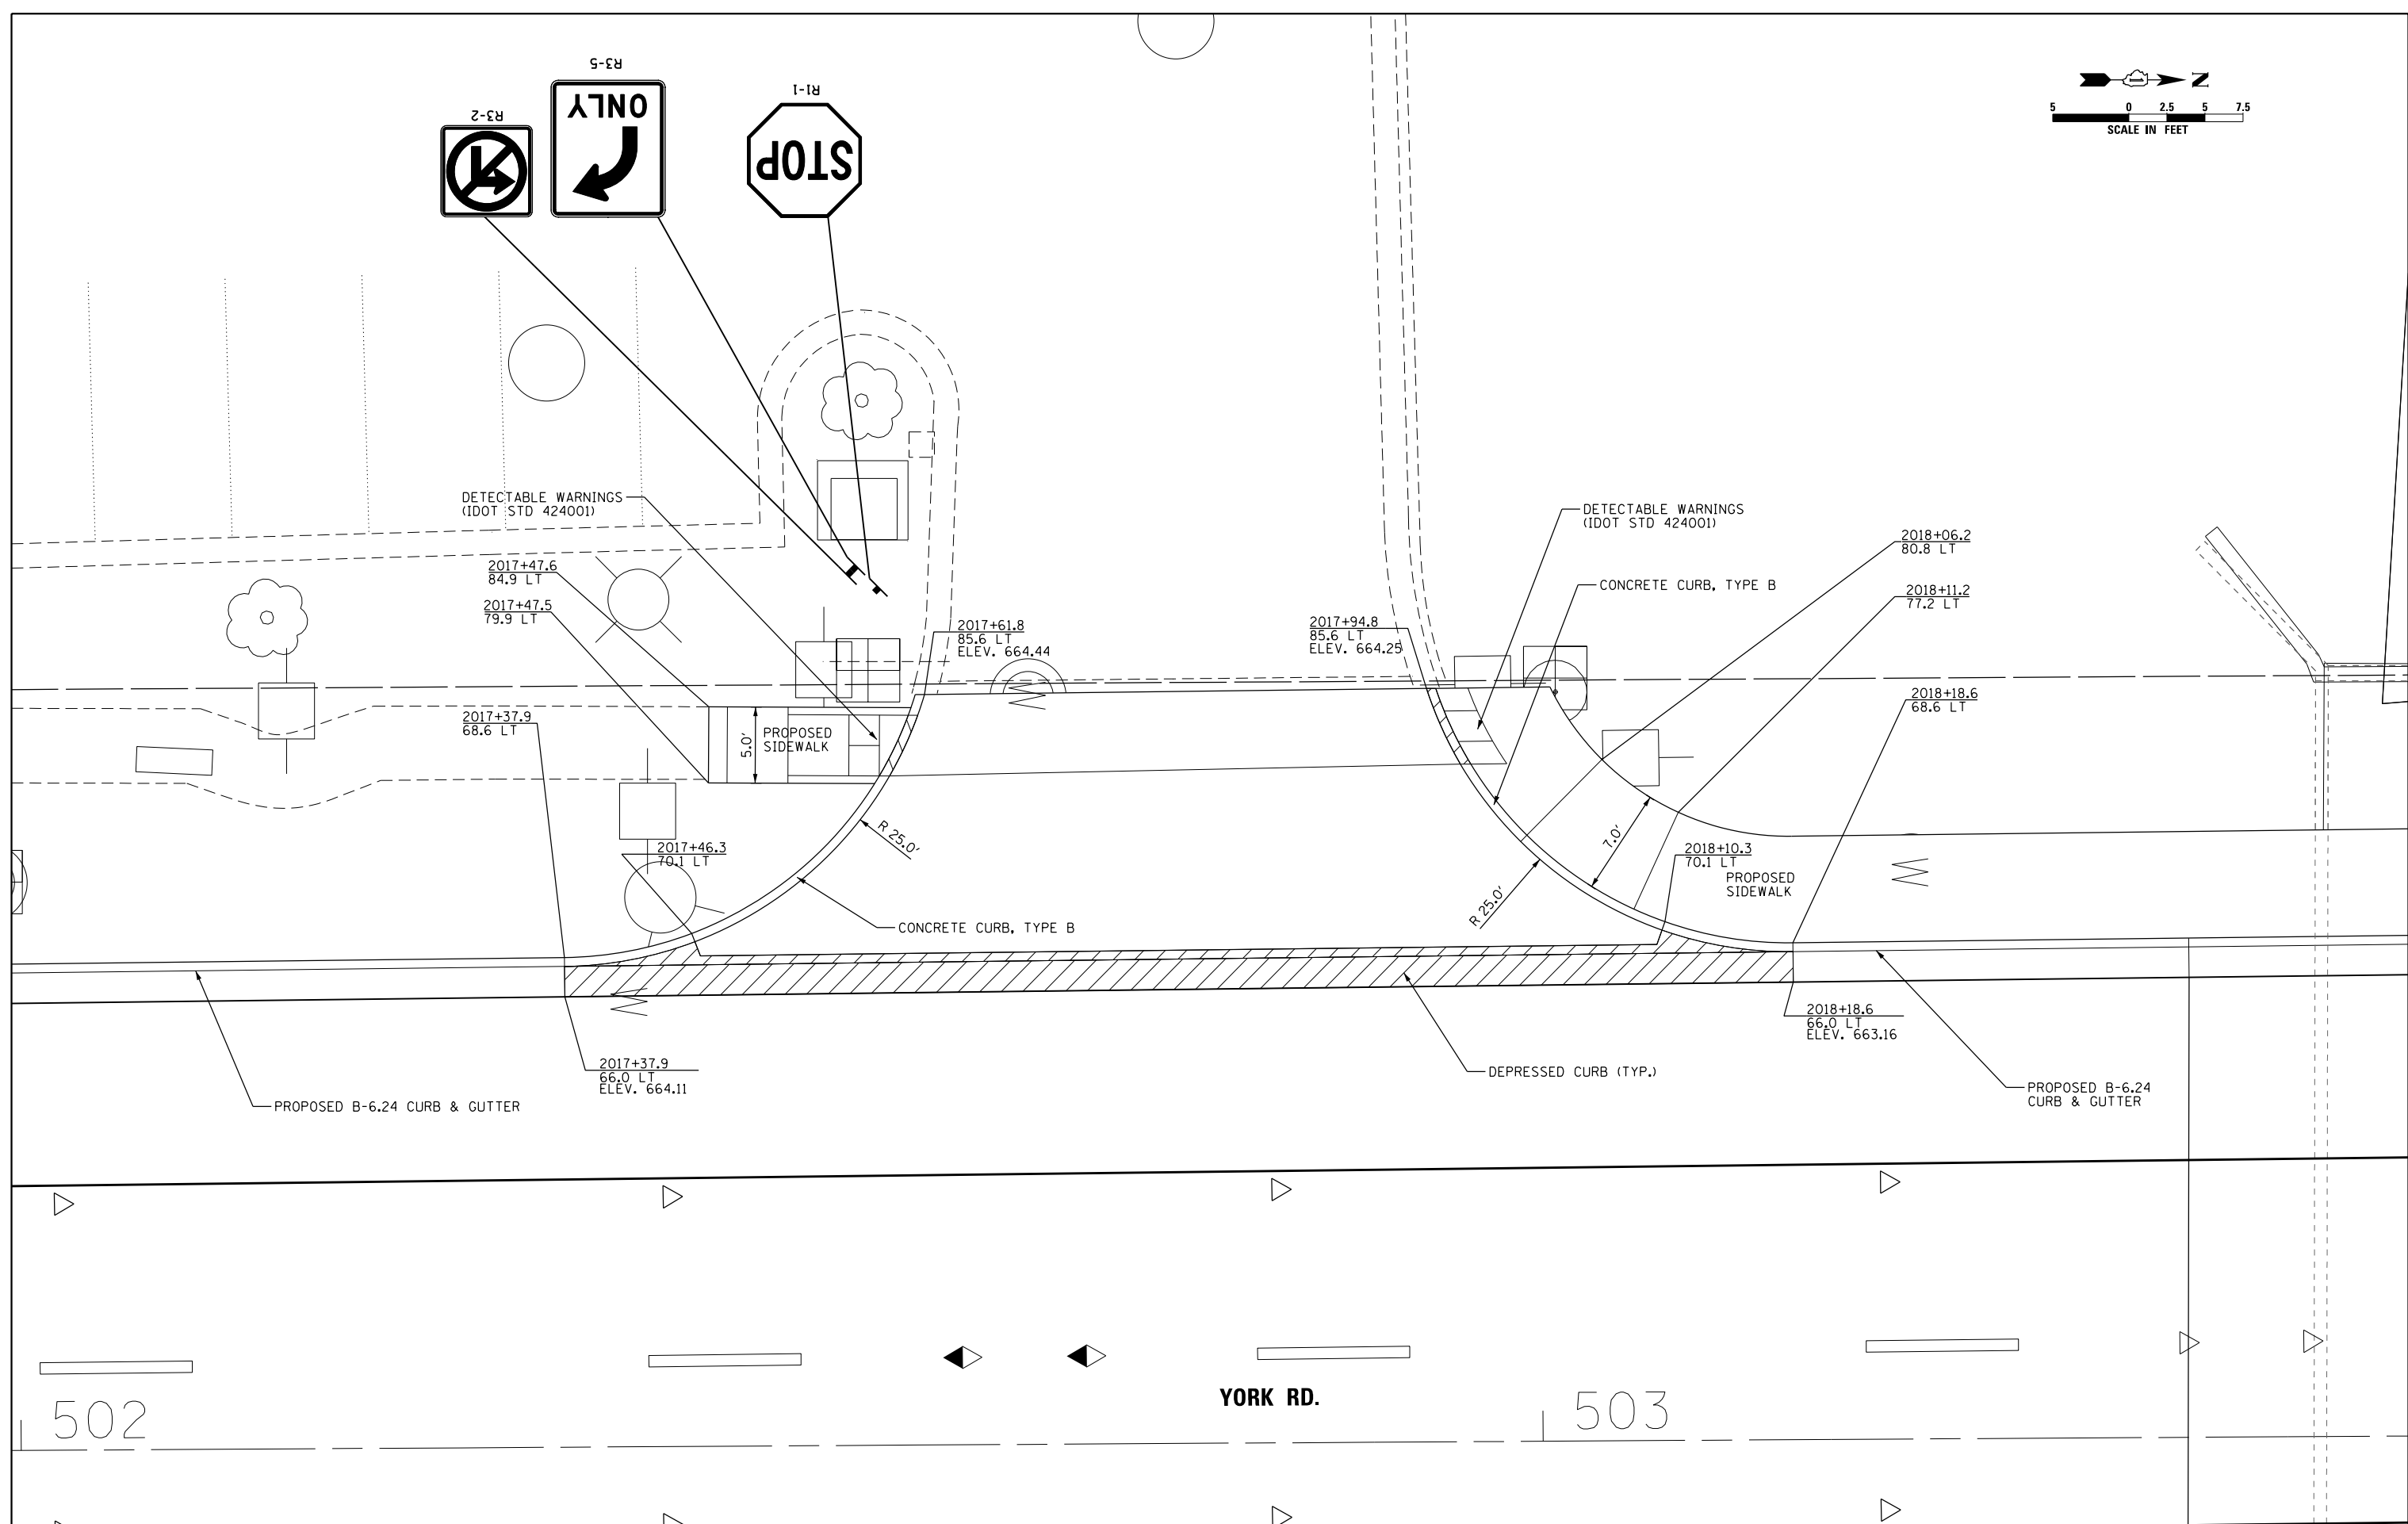 R3-5
ONLY
R3-2
R1-1
STOP
N
5 0 2.5 5 7.5
SCALE IN FEET
DETECTABLE WARNINGS
(IDOT STD 424001)
DETECTABLE WARNINGS
(IDOT STD 424001)
2018+06.2
80.8 LT
2017+47.6
84.9 LT
CONCRETE CURB, TYPE B
2018+11.2
77.2 LT
2017+47.5
79.9 LT
2017+61.8
85.6 LT
ELEV. 664.44
2017+94.8
85.6 LT
ELEV. 664.25
2018+18.6
68.6 LT
2017+37.9
68.6 LT
5.0'
PROPOSED
SIDEWALK
R 25.0'
7.0'
2017+46.3
70.1 LT
2018+10.3
70.1 LT
PROPOSED
SIDEWALK
R 25.0'
CONCRETE CURB, TYPE B
2018+18.6
66.0 LT
ELEV. 663.16
2017+37.9
66.0 LT
ELEV. 664.11
DEPRESSED CURB (TYP.)
PROPOSED B-6.24 CURB & GUTTER
PROPOSED B-6.24
CURB & GUTTER
YORK RD.
502
503